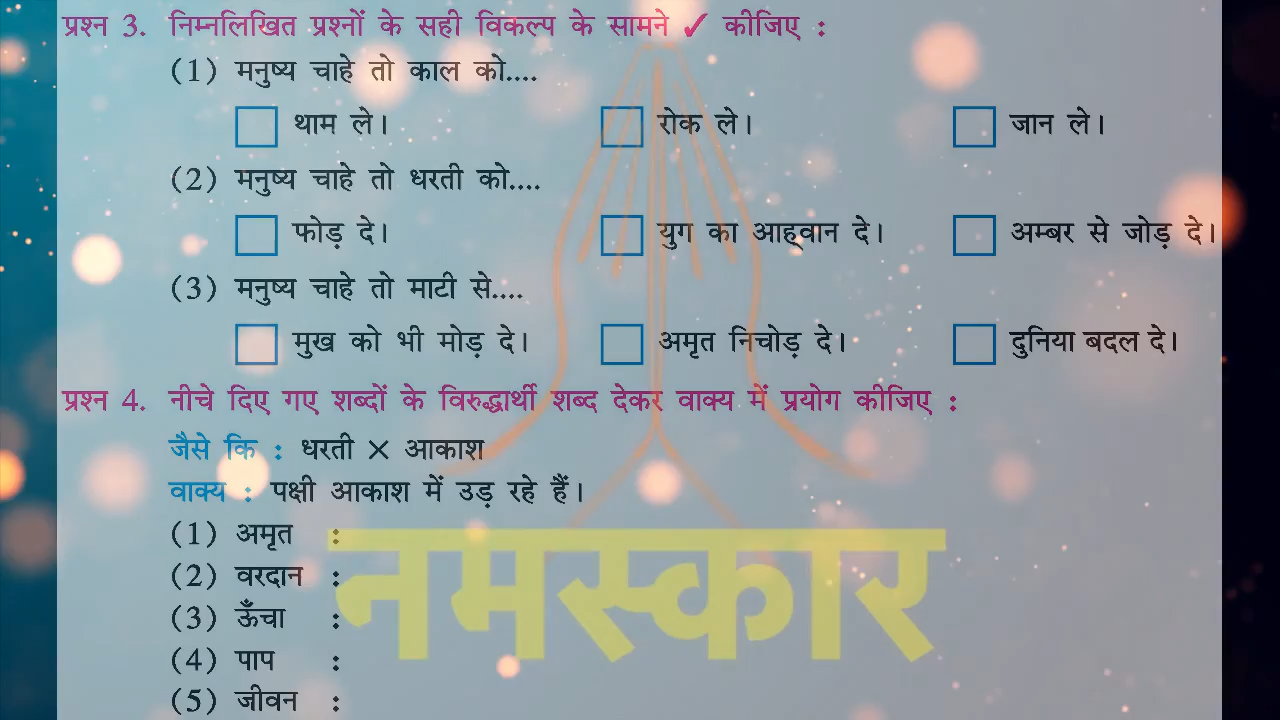 प्रश्न 3. निम्नलिखित प्रश्नों के सही विकल्प के सामने ✓ कीजिए :
(1) मनुष्य चाहे तो काल को....
थाम ले। रोक ले। जान ले।
(2) मनुष्य चाहे तो धरती को....
फोड़ दे। युग का आह्वान दे। अम्बर से जोड़ दे।
(3) मनुष्य चाहे तो माटी से....
मुख को भी मोड़ दे। अमृत निचोड़ दे। दुनिया बदल दे।
प्रश्न 4. नीचे दिए गए शब्दों के विरुद्धार्थी शब्द देकर वाक्य में प्रयोग कीजिए :
जैसे कि : धरती × आकाश
वाक्य : पक्षी आकाश में उड़ रहे हैं।
(1) अमृत :
(2) वरदान :
(3) ऊँचा :
(4) पाप :
(5) जीवन :
नमस्कार